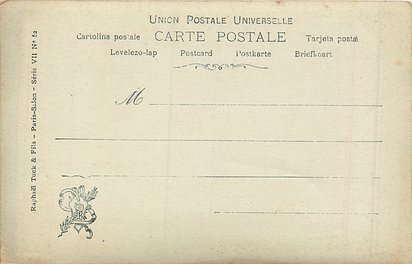 UNION POSTALE UNIVERSELLE
Cartolina postale CARTE POSTALE Tarjeta postal
Levelezo-lap Postcard Postkarte Briefkaart
M
Raphaël Tuck & Fils - Paris-Salon - Série VII Nº 62